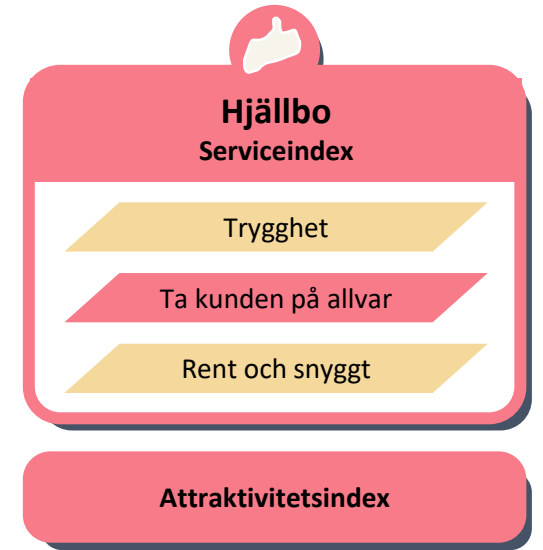 Hjällbo
Serviceindex
Trygghet
Ta kunden på allvar
Rent och snyggt
Attraktivitetsindex